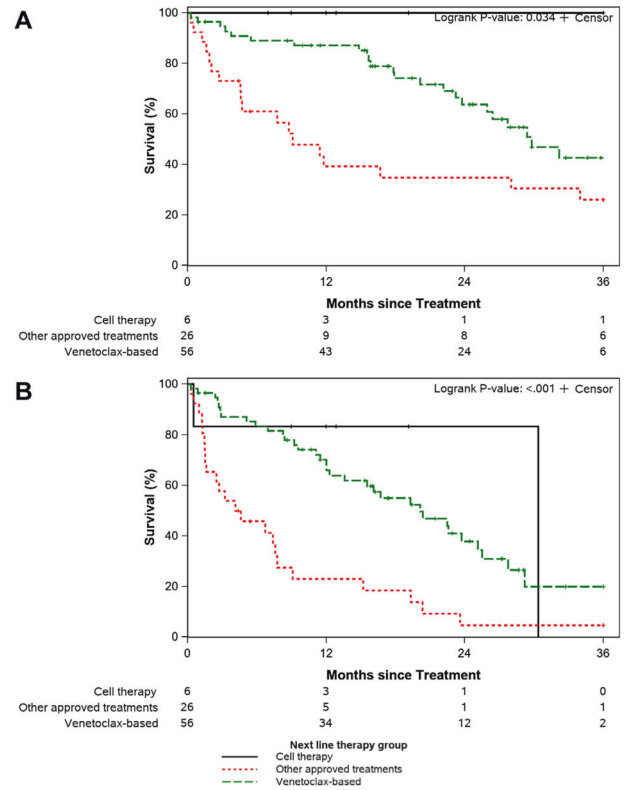 A
Logrank P-value: 0.034 + Censor
100
80
60
40
20
0
Survival (%)
0 12 24 36
Months since Treatment
Cell therapy 6 3 1 1
Other approved treatments 26 9 8 6
Venetoclax-based 56 43 24 6
B
Logrank P-value: <.001 + Censor
100
80
60
40
20
0
Survival (%)
0 12 24 36
Months since Treatment
Cell therapy 6 3 1 0
Other approved treatments 26 5 1 1
Venetoclax-based 56 34 12 2
Next line therapy group
Cell therapy
Other approved treatments
Venetoclax-based